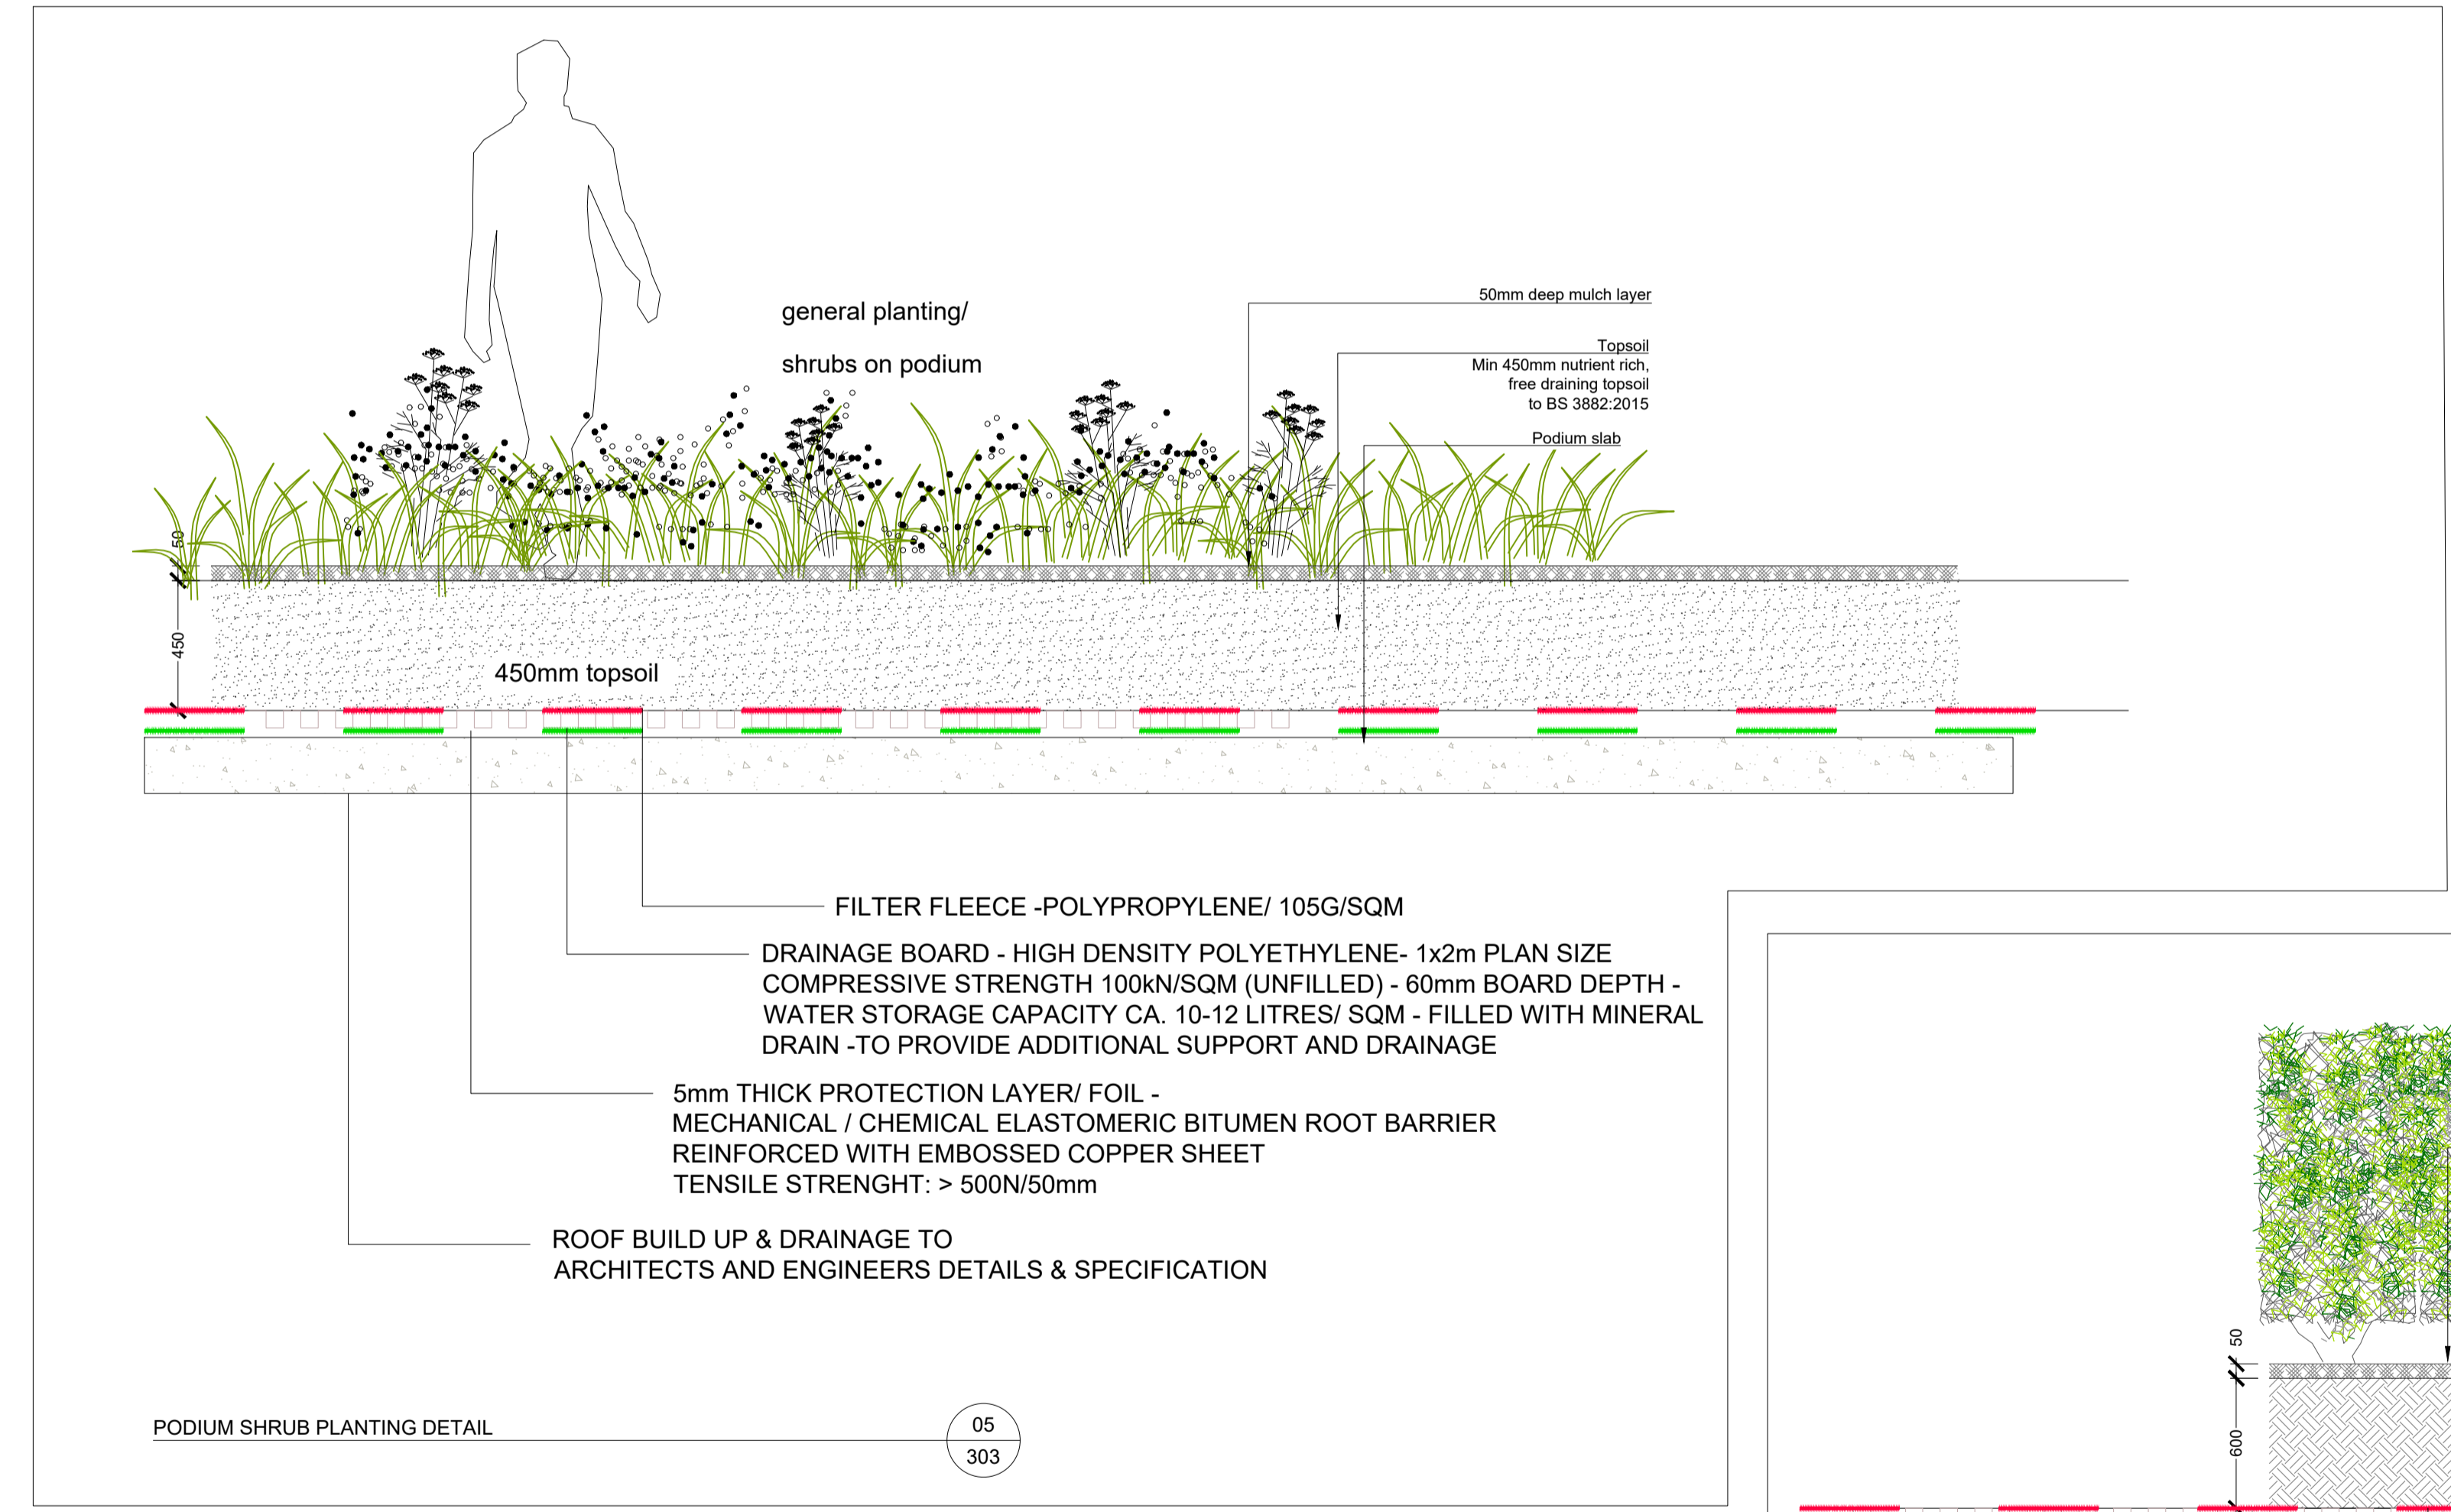 general planting/
shrubs on podium
50mm deep mulch layer
Topsoil
Min 450mm nutrient rich,
free draining topsoil
to BS 3882:2015
Podium slab
50
450
450mm topsoil
FILTER FLEECE -POLYPROPYLENE/ 105G/SQM
DRAINAGE BOARD - HIGH DENSITY POLYETHYLENE- 1x2m PLAN SIZE
COMPRESSIVE STRENGTH 100kN/SQM (UNFILLED) - 60mm BOARD DEPTH -
WATER STORAGE CAPACITY CA. 10-12 LITRES/ SQM - FILLED WITH MINERAL
DRAIN -TO PROVIDE ADDITIONAL SUPPORT AND DRAINAGE
5mm THICK PROTECTION LAYER/ FOIL -
MECHANICAL / CHEMICAL ELASTOMERIC BITUMEN ROOT BARRIER
REINFORCED WITH EMBOSSED COPPER SHEET
TENSILE STRENGHT: > 500N/50mm
ROOF BUILD UP & DRAINAGE TO
ARCHITECTS AND ENGINEERS DETAILS & SPECIFICATION
PODIUM SHRUB PLANTING DETAIL
05
303
50
600